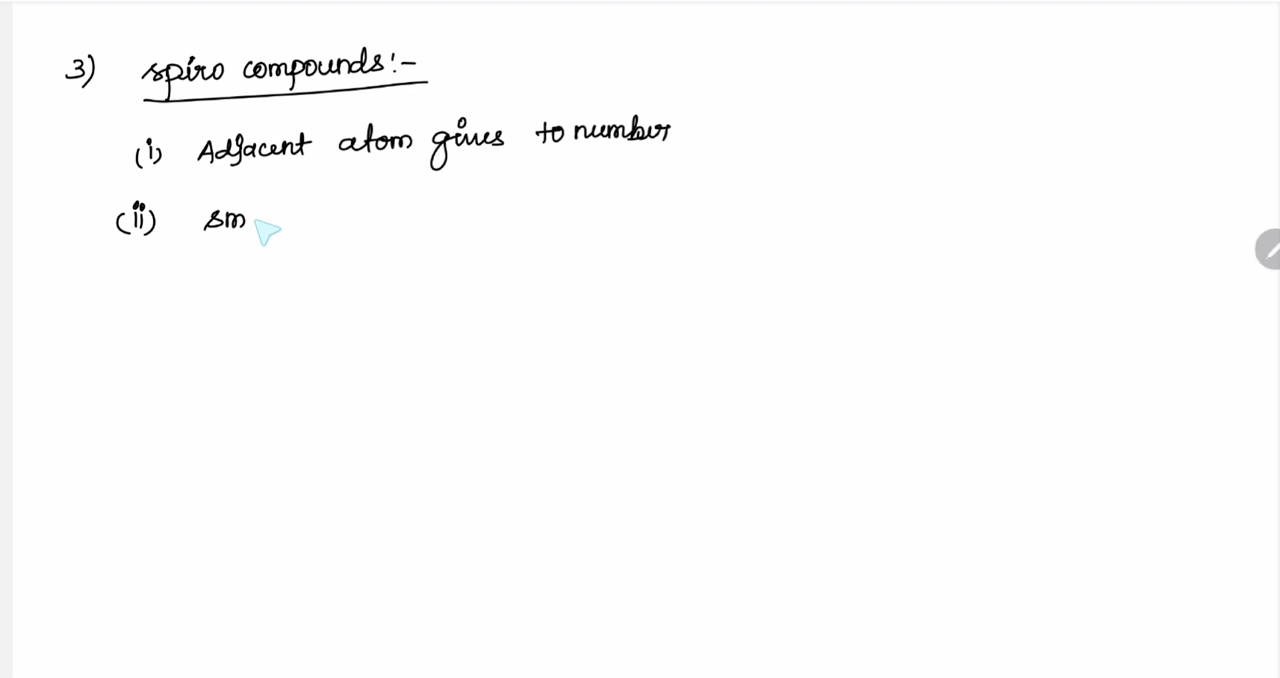 3) spiro compounds:-
(i) Adjacent atom gives to number
(ii) sm